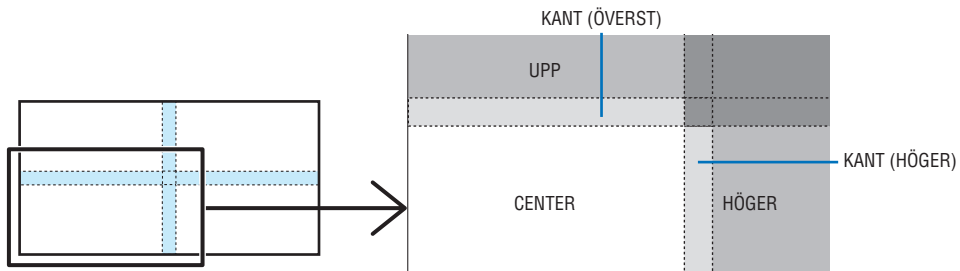 KANT (ÖVERST)
UPP
KANT (HÖGER)
CENTER
HÖGER